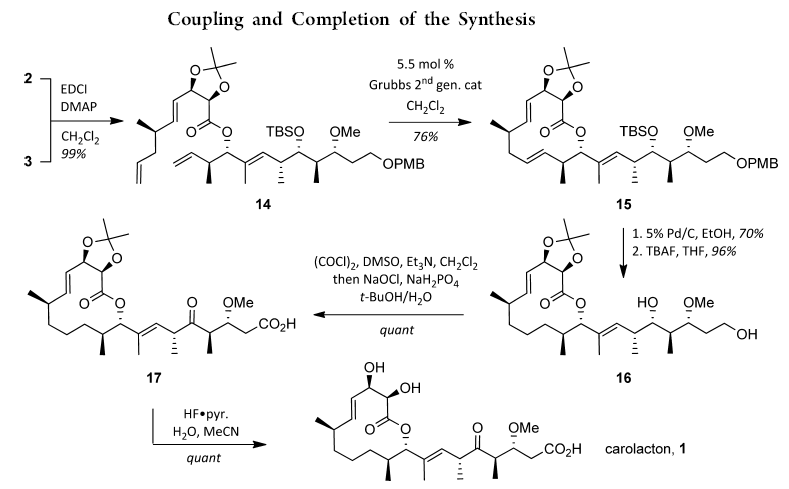 Coupling and Completion of the Synthesis
2
3
EDCI
DMAP
CH₂Cl₂
99%
O
O
O
O
TBSO
OMe
OPMB
14
5.5 mol %
Grubbs 2nd gen. cat
CH₂Cl₂
76%
O
O
O
O
TBSO
OMe
OPMB
15
1. 5% Pd/C, EtOH, 70%
2. TBAF, THF, 96%
O
O
O
O
HO
OMe
OH
16
(COCl)₂, DMSO, Et₃N, CH₂Cl₂
then NaOCl, NaH₂PO₄
t-BuOH/H₂O
quant
O
O
O
O
O
OMe
CO₂H
17
HF•pyr.
H₂O, MeCN
quant
OH
OH
O
O
O
OMe
CO₂H
carolacton, 1